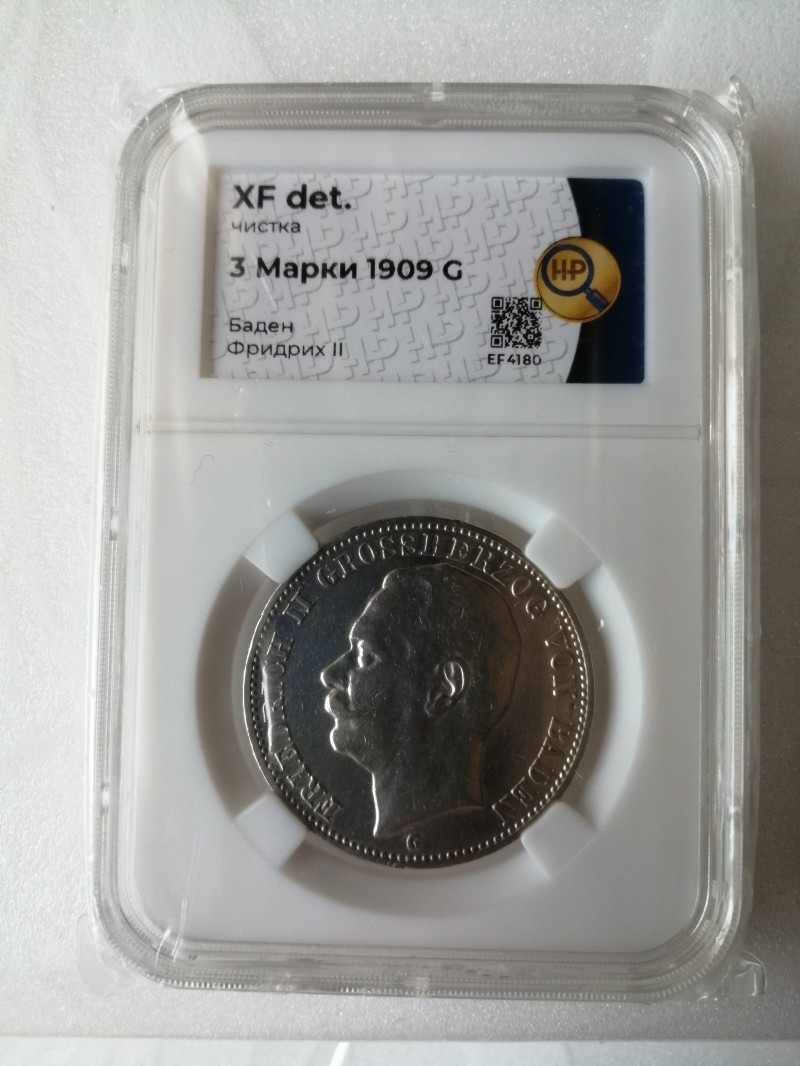 XF det.
чистка
3 Марки 1909 G
Баден
Фридрих II
HP
EF4180
FRIEDRICH II GROSSHERZOG VON BADEN
G